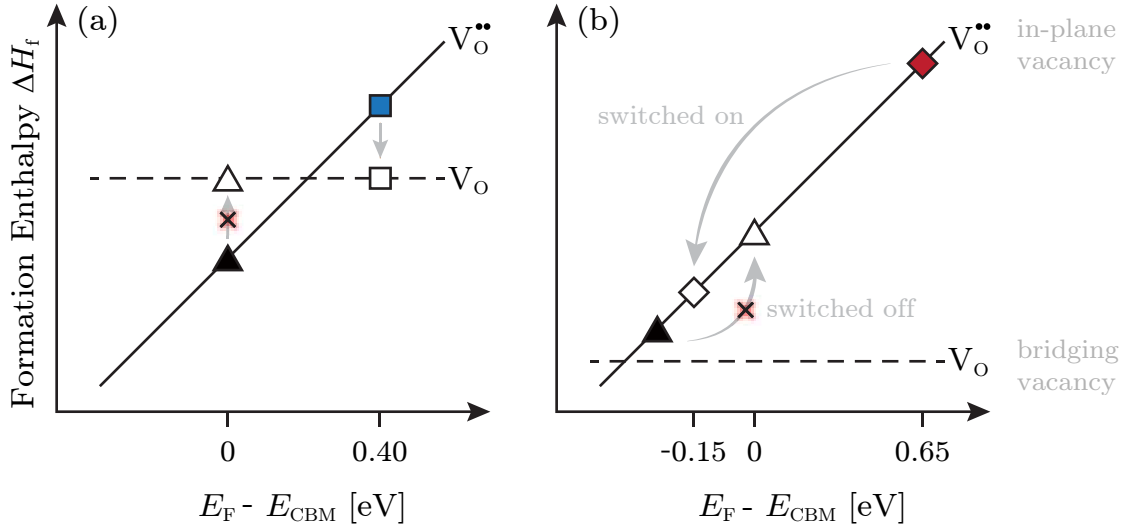 Formation Enthalpy ΔH_f
(a)
V_O^••
V_O
0
0.40
E_F - E_CBM [eV]
(b)
V_O^••
in-plane
vacancy
switched on
switched off
V_O
bridging
vacancy
-0.15
0
0.65
E_F - E_CBM [eV]